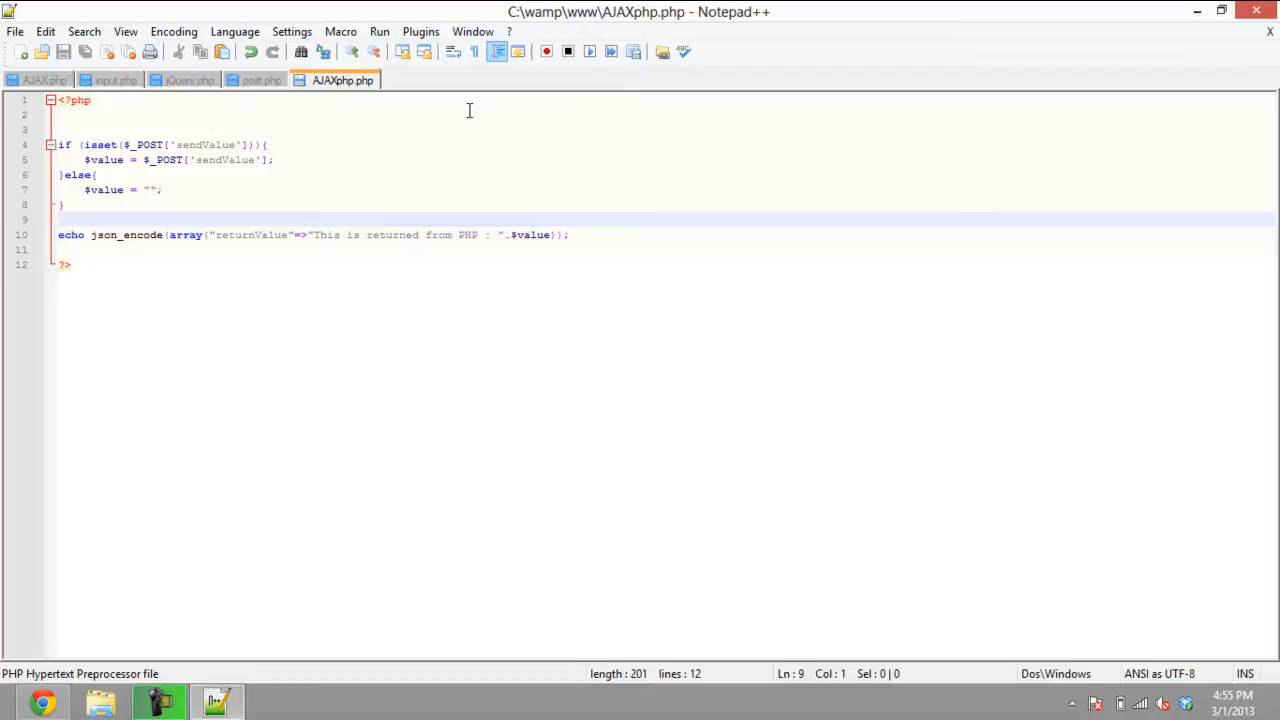 C:\wamp\www\AJAXphp.php - Notepad++
File Edit Search View Encoding Language Settings Macro Run Plugins Window ? X
AJAX.php input.php jQuery.php post.php AJAXphp.php
1 <?php
2
3
4 if (isset($_POST['sendValue'])){
5 $value = $_POST['sendValue'];
6 }else{
7 $value = "";
8 }
9
10 echo json_encode(array("returnValue"=>"This is returned from PHP : ".$value));
11
12 ?>
PHP Hypertext Preprocessor file length : 201 lines : 12 Ln : 9 Col : 1 Sel : 0 | 0 Dos\Windows ANSI as UTF-8 INS
4:55 PM
3/1/2013